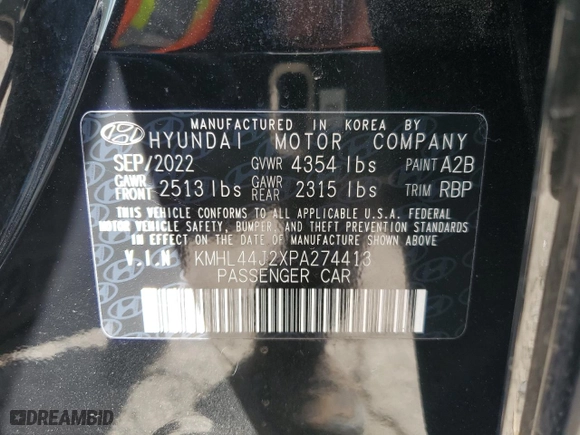 MANUFACTURED IN KOREA BY
HYUNDAI MOTOR COMPANY
SEP/2022 GVWR 4354 lbs PAINT A2B
GAWR FRONT 2513 lbs GAWR REAR 2315 lbs TRIM RBP
THIS VEHICLE CONFORMS TO ALL APPLICABLE U.S.A. FEDERAL
MOTOR VEHICLE SAFETY, BUMPER, AND THEFT PREVENTION
STANDARDS IN EFFECT ON THE DATE OF MANUFACTURE SHOWN ABOVE.
V.I.N KMHL44J2XPA274413
PASSENGER CAR
DREAMBID